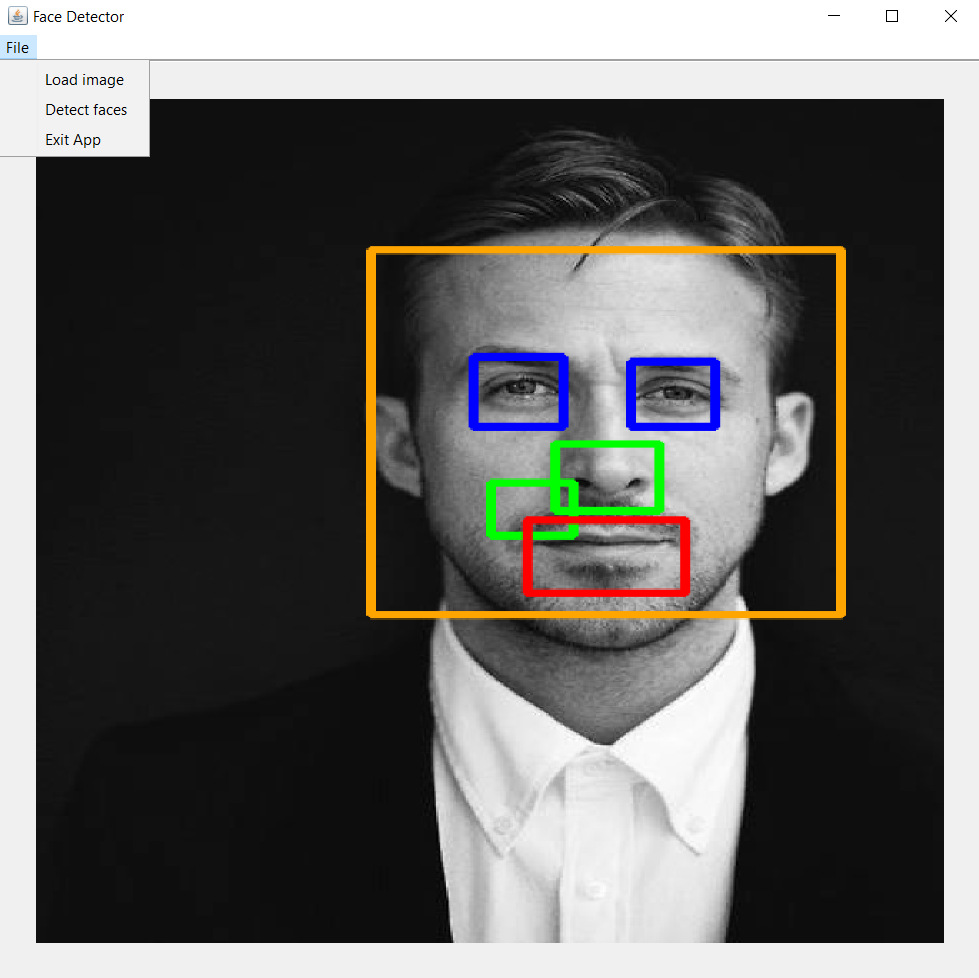 Face Detector
File
Load image
Detect faces
Exit App